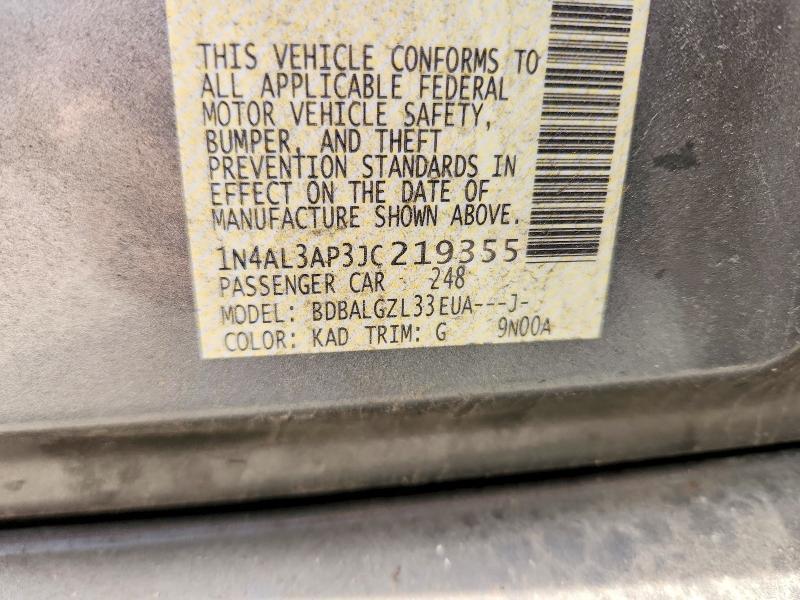 THIS VEHICLE CONFORMS TO
ALL APPLICABLE FEDERAL
MOTOR VEHICLE SAFETY,
BUMPER, AND THEFT
PREVENTION STANDARDS IN
EFFECT ON THE DATE OF
MANUFACTURE SHOWN ABOVE.
1N4AL3AP3JC219355
PASSENGER CAR 248
MODEL: BDBALGZL33EUA---J-
COLOR: KAD TRIM: G 9N00A